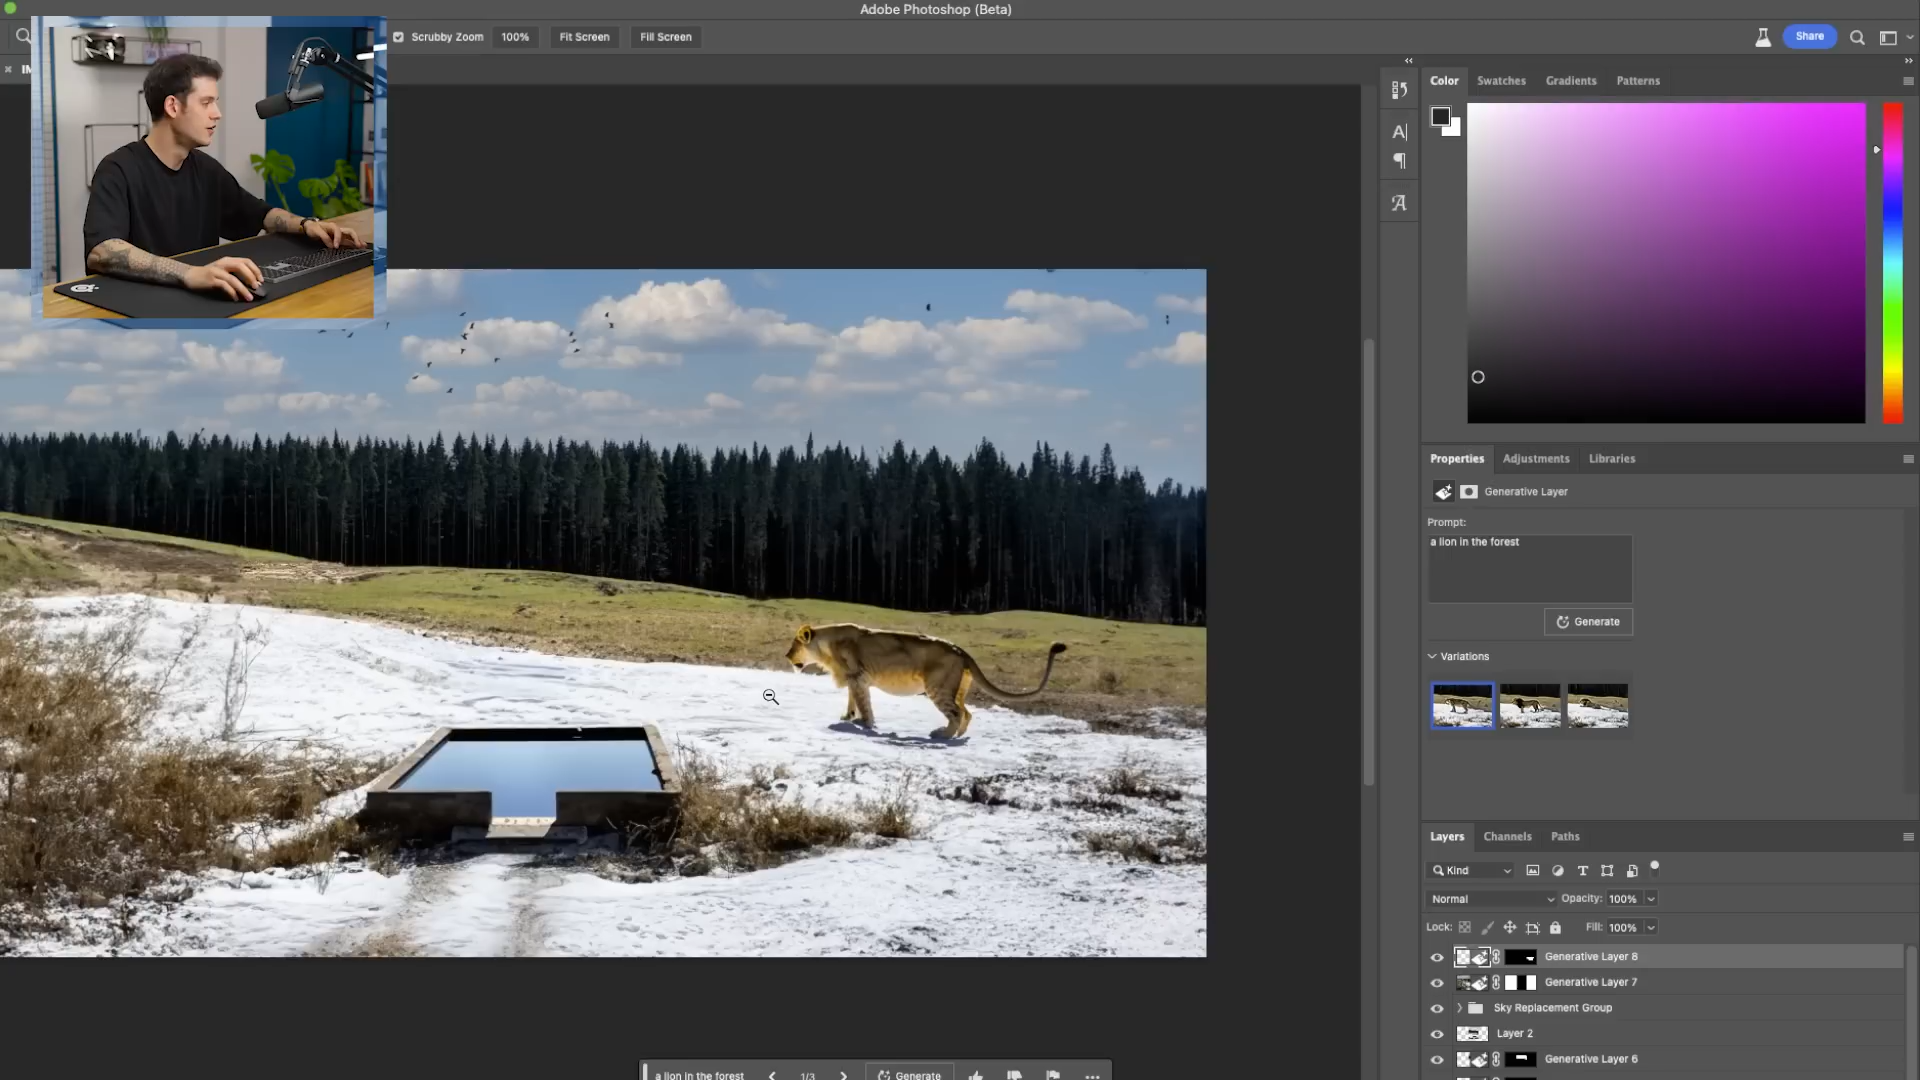 Adobe Photoshop (Beta)
Scrubby Zoom 100% Fit Screen Fill Screen
Share
Color Swatches Gradients Patterns
Properties Adjustments Libraries
Generative Layer
Prompt:
a lion in the forest
Generate
Variations
Layers Channels Paths
Kind
Normal Opacity: 100%
Lock: Fill: 100%
Generative Layer 8
Generative Layer 7
Sky Replacement Group
Layer 2
Generative Layer 6
a lion in the forest 1/3 Generate